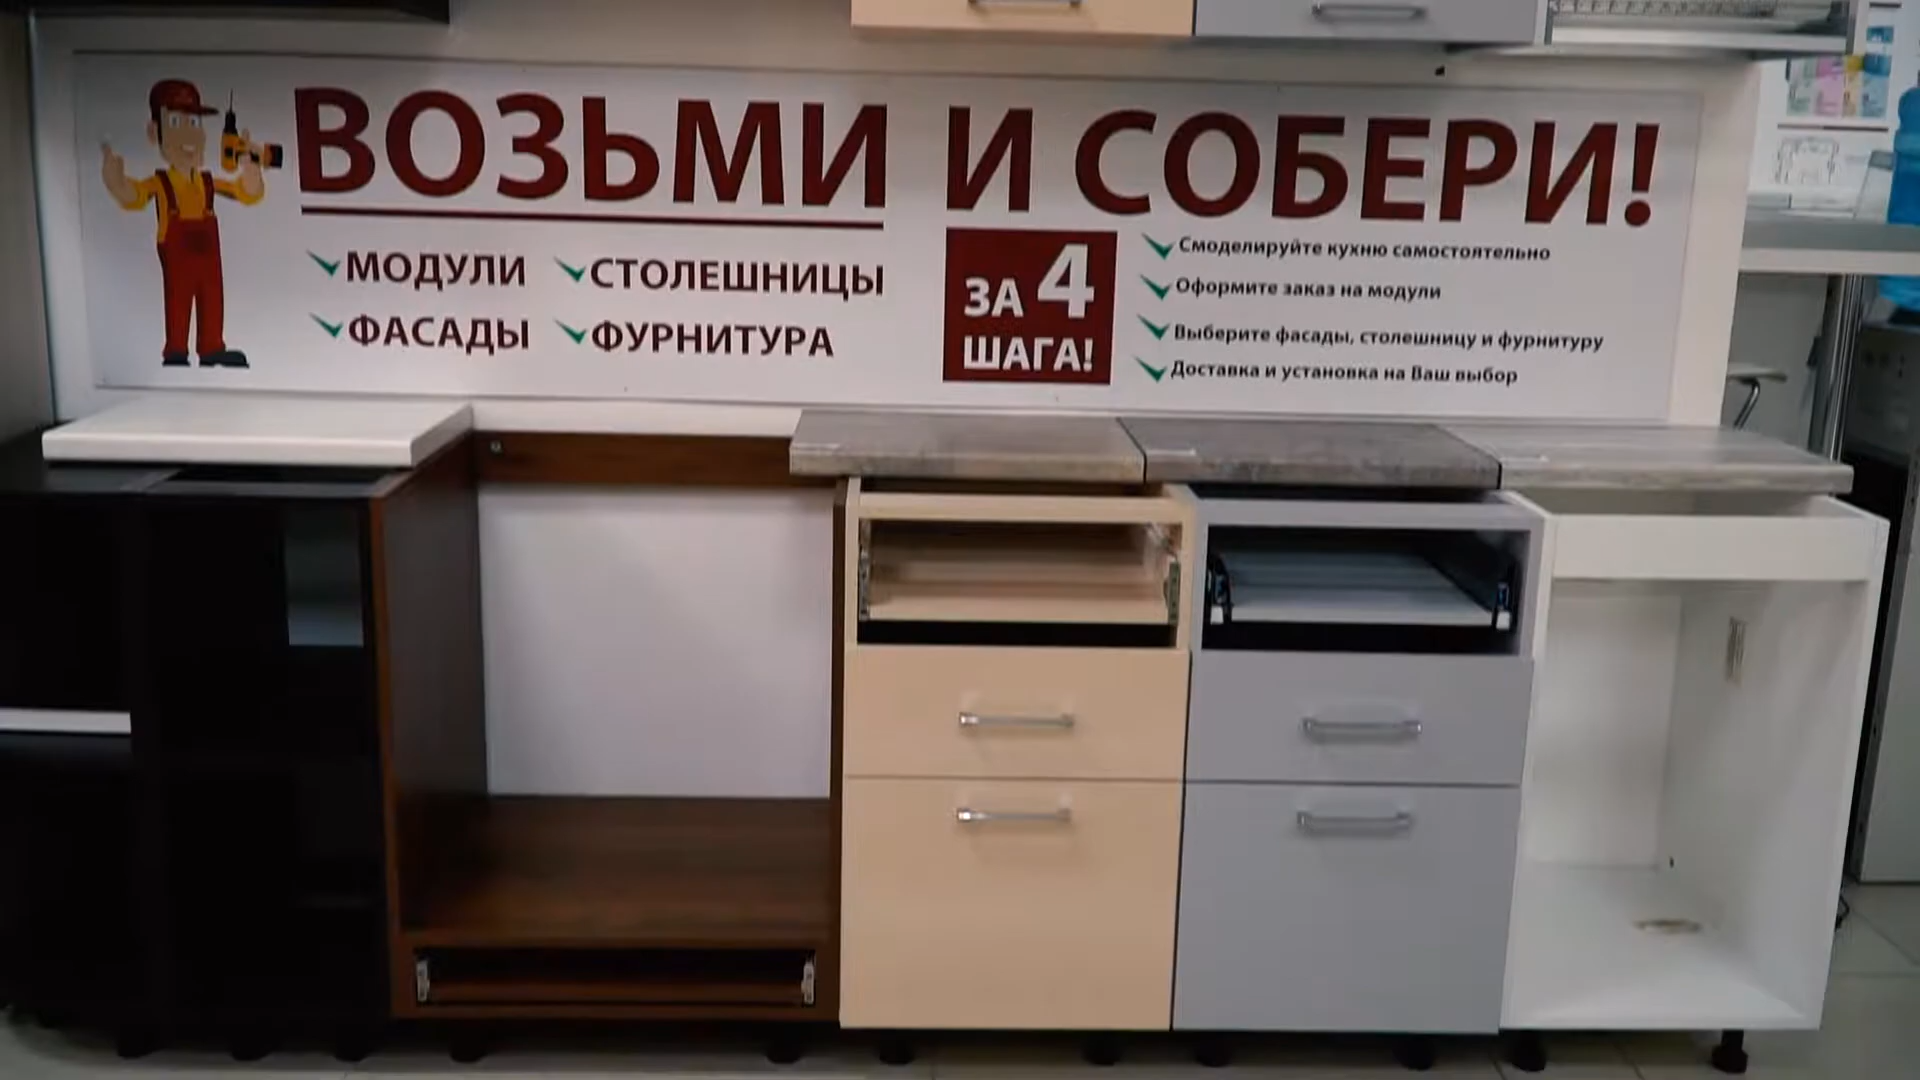 ВОЗЬМИ И СОБЕРИ!
МОДУЛИ
СТОЛЕШНИЦЫ
ФАСАДЫ
ФУРНИТУРА
ЗА 4
ШАГА!
Смоделируйте кухню самостоятельно
Оформите заказ на модули
Выберите фасады, столешницу и фурнитуру
Доставка и установка на Ваш выбор